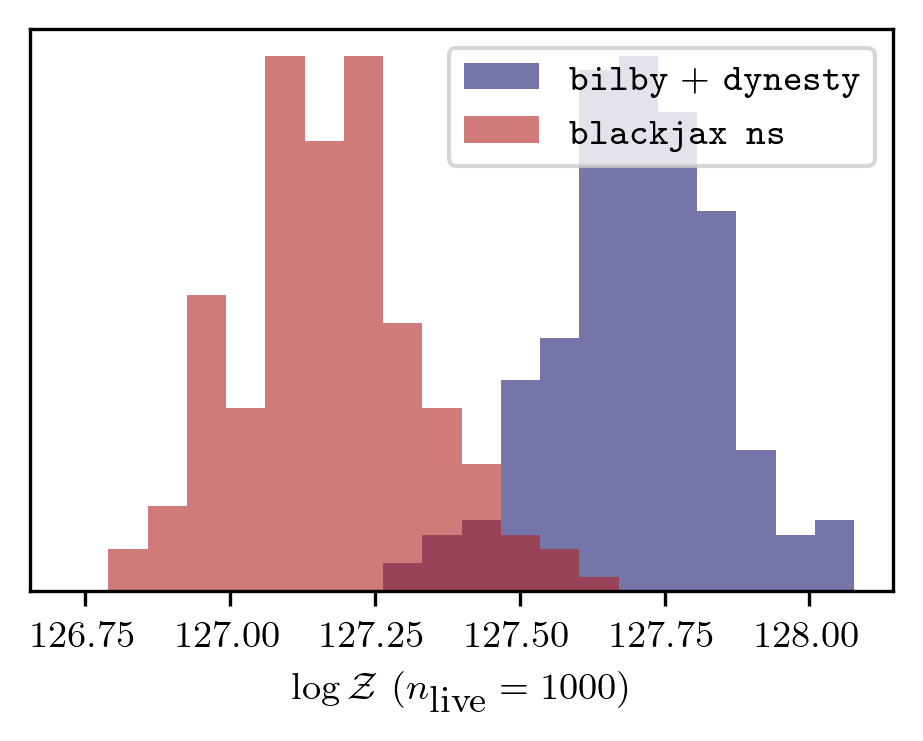 bilby + dynesty
blackjax ns
126.75 127.00 127.25 127.50 127.75 128.00
log 𝒵 (n_live = 1000)